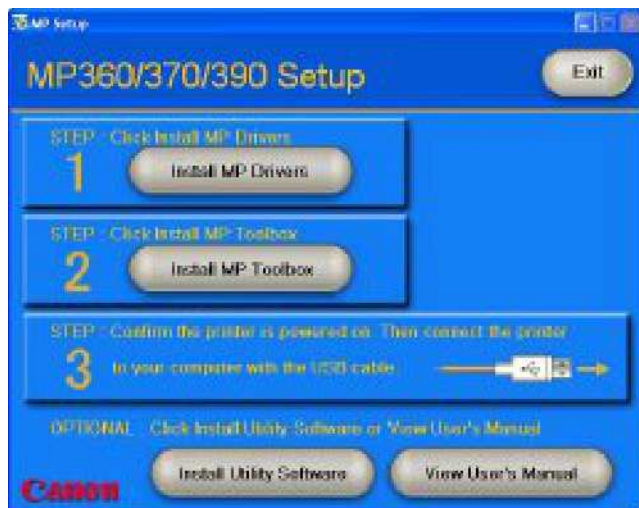 MP Setup
MP360/370/390 Setup
Exit
STEP : Click Install MP Drivers
1
Install MP Drivers
STEP : Click Install MP Toolbox
2
Install MP Toolbox
STEP : Confirm the printer is powered on. Then connect the printer
3 to your computer with the USB cable.
OPTIONAL : Click Install Utility Software or View User's Manual
Install Utility Software
View User's Manual
Canon